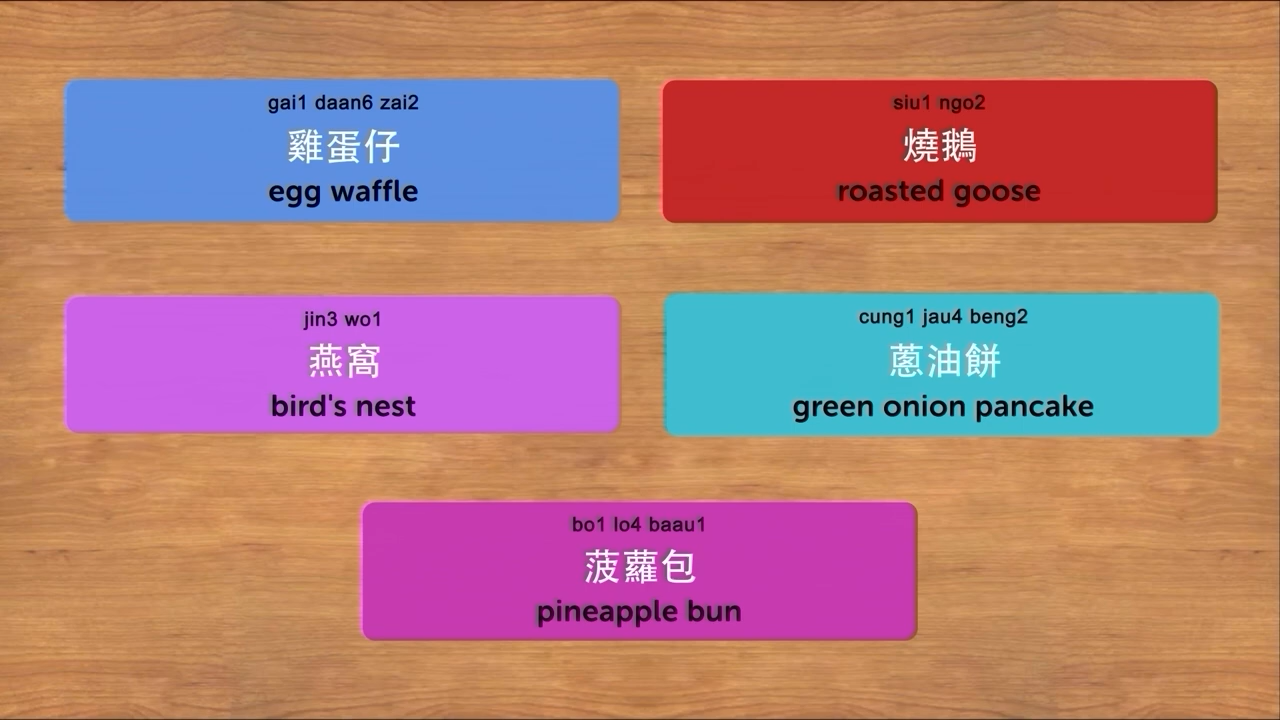 gai1 daan6 zai2
雞蛋仔
egg waffle
siu1 ngo2
燒鵝
roasted goose
jin3 wo1
燕窩
bird's nest
cung1 jau4 beng2
蔥油餅
green onion pancake
bo1 lo4 baau1
菠蘿包
pineapple bun